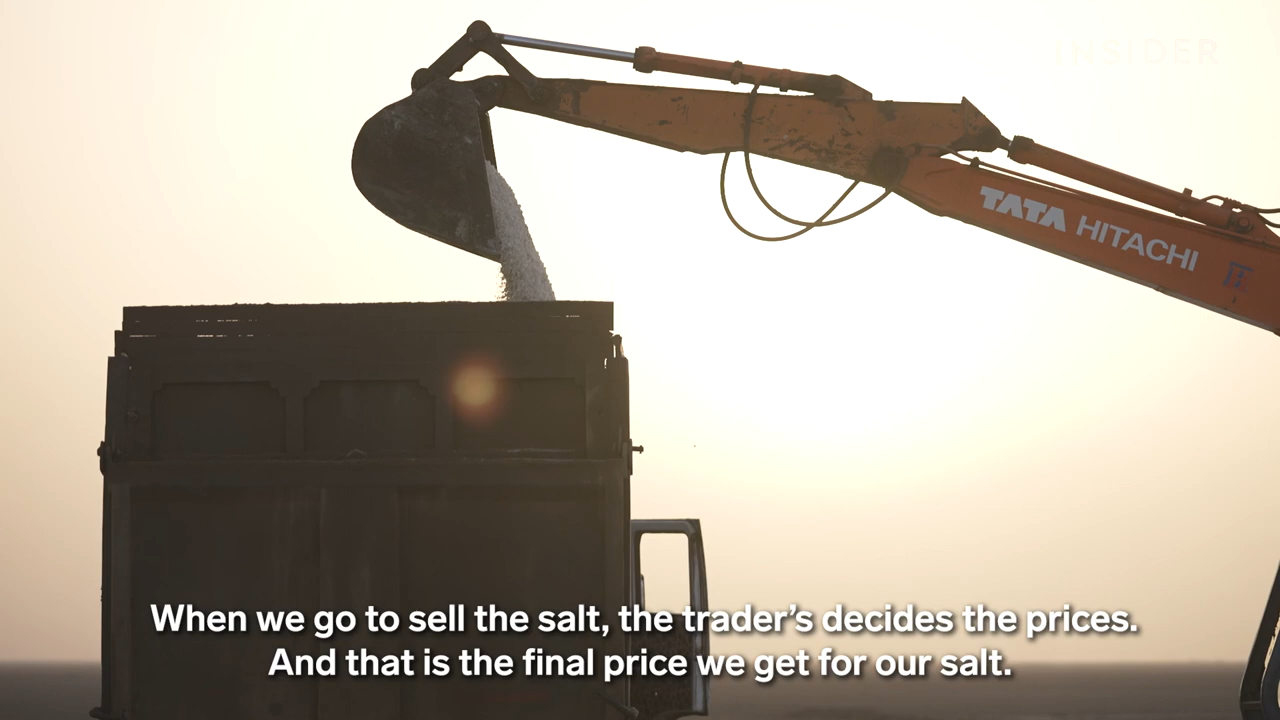 INSIDER
TATA HITACHI
When we go to sell the salt, the trader's decides the prices.
And that is the final price we get for our salt.